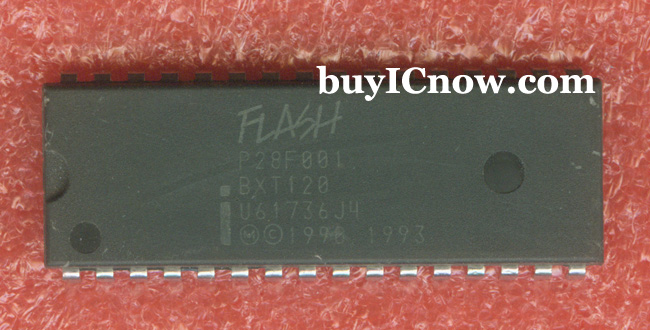 buyICnow.com
FLASH
P28F001
BXT120
U61736J4
i Ⓜ©1990 1993